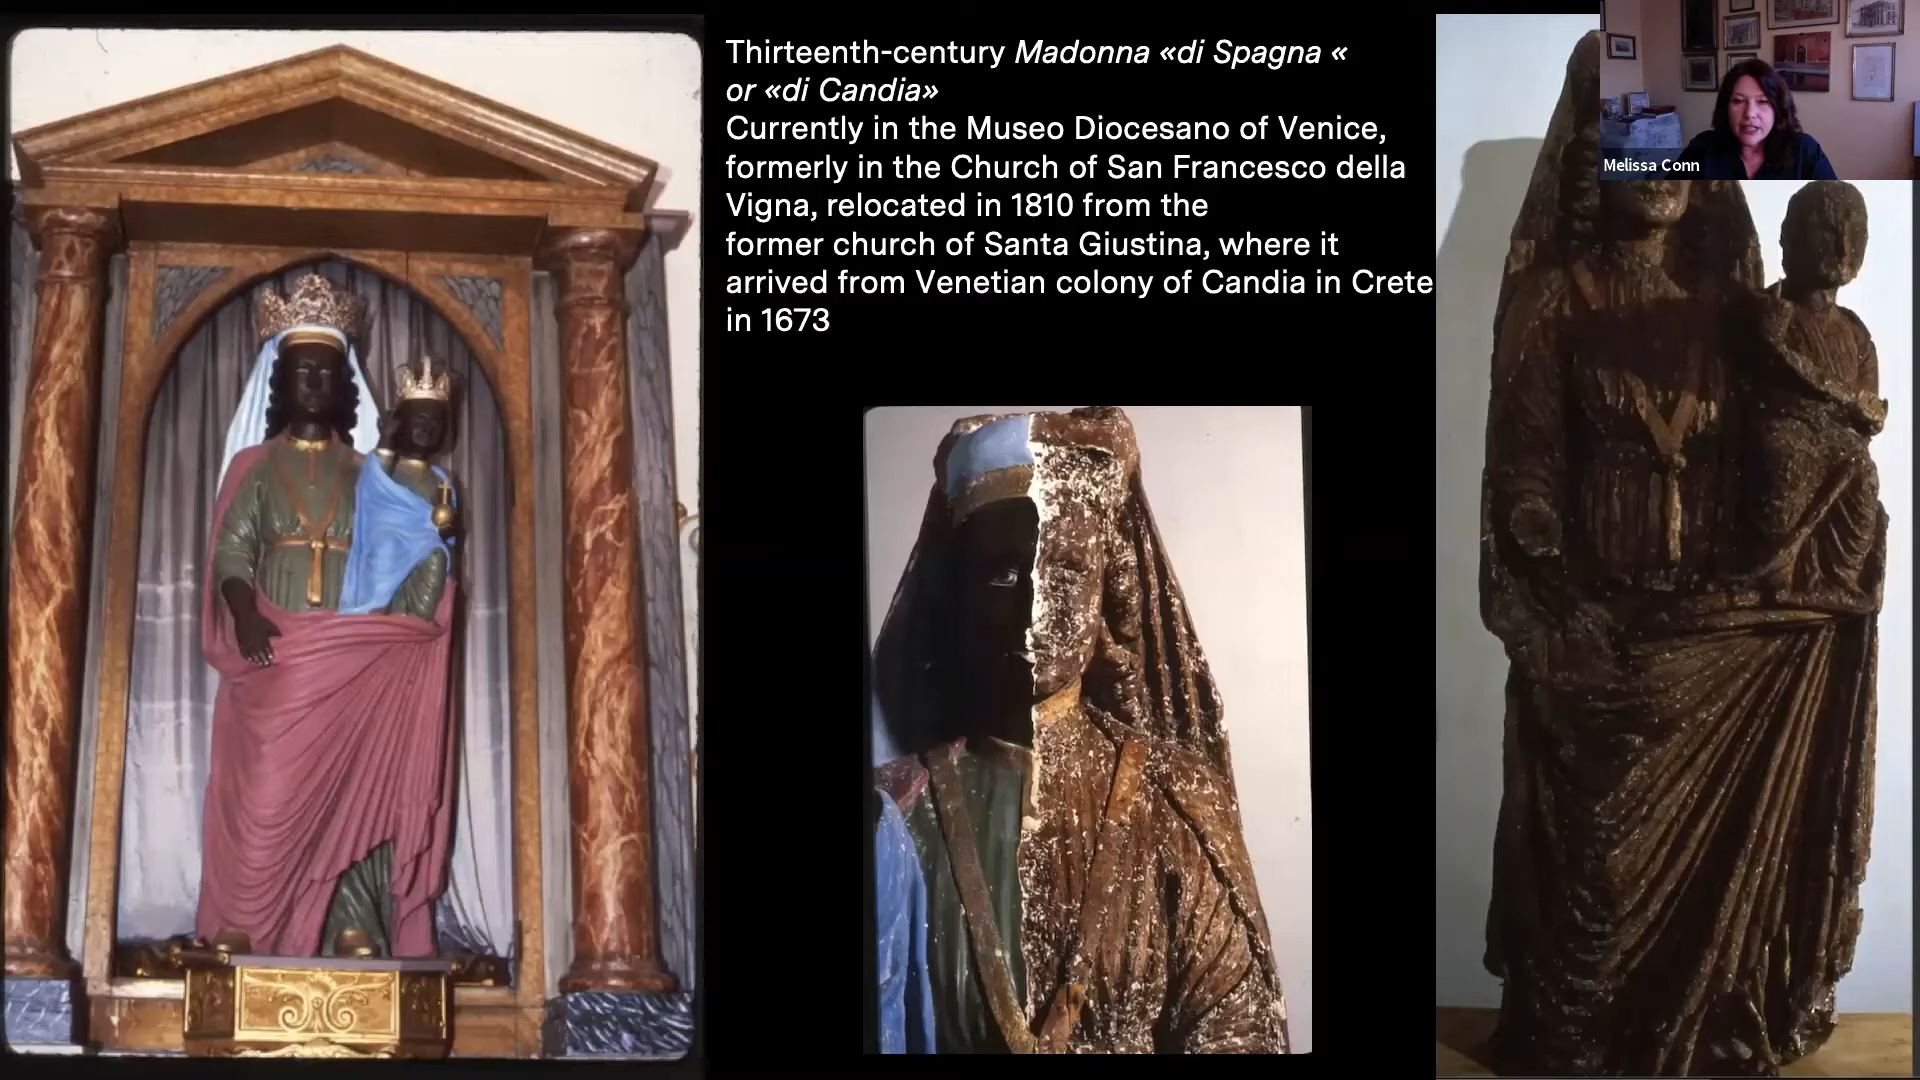 Thirteenth-century Madonna «di Spagna «
or «di Candia»
Currently in the Museo Diocesano of Venice,
formerly in the Church of San Francesco della
Vigna, relocated in 1810 from the
former church of Santa Giustina, where it
arrived from Venetian colony of Candia in Crete
in 1673
Melissa Conn